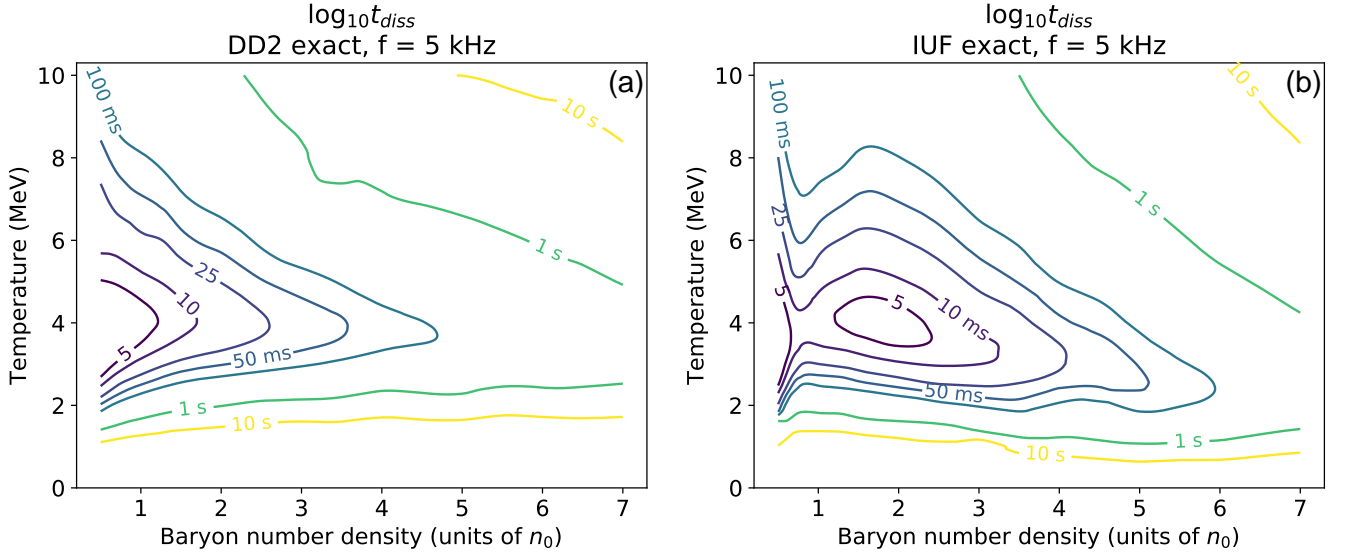 log₁₀t_diss
DD2 exact, f = 5 kHz
(a)
Temperature (MeV)
10
8
6
4
2
0
100 ms
10 s
25
1 s
10
5
50 ms
1 s
10 s
1
2
3
4
5
6
7
Baryon number density (units of n₀)
log₁₀t_diss
IUF exact, f = 5 kHz
(b)
Temperature (MeV)
10
8
6
4
2
0
100 ms
10 s
25
1 s
5
5
10 ms
50 ms
1 s
10 s
1
2
3
4
5
6
7
Baryon number density (units of n₀)